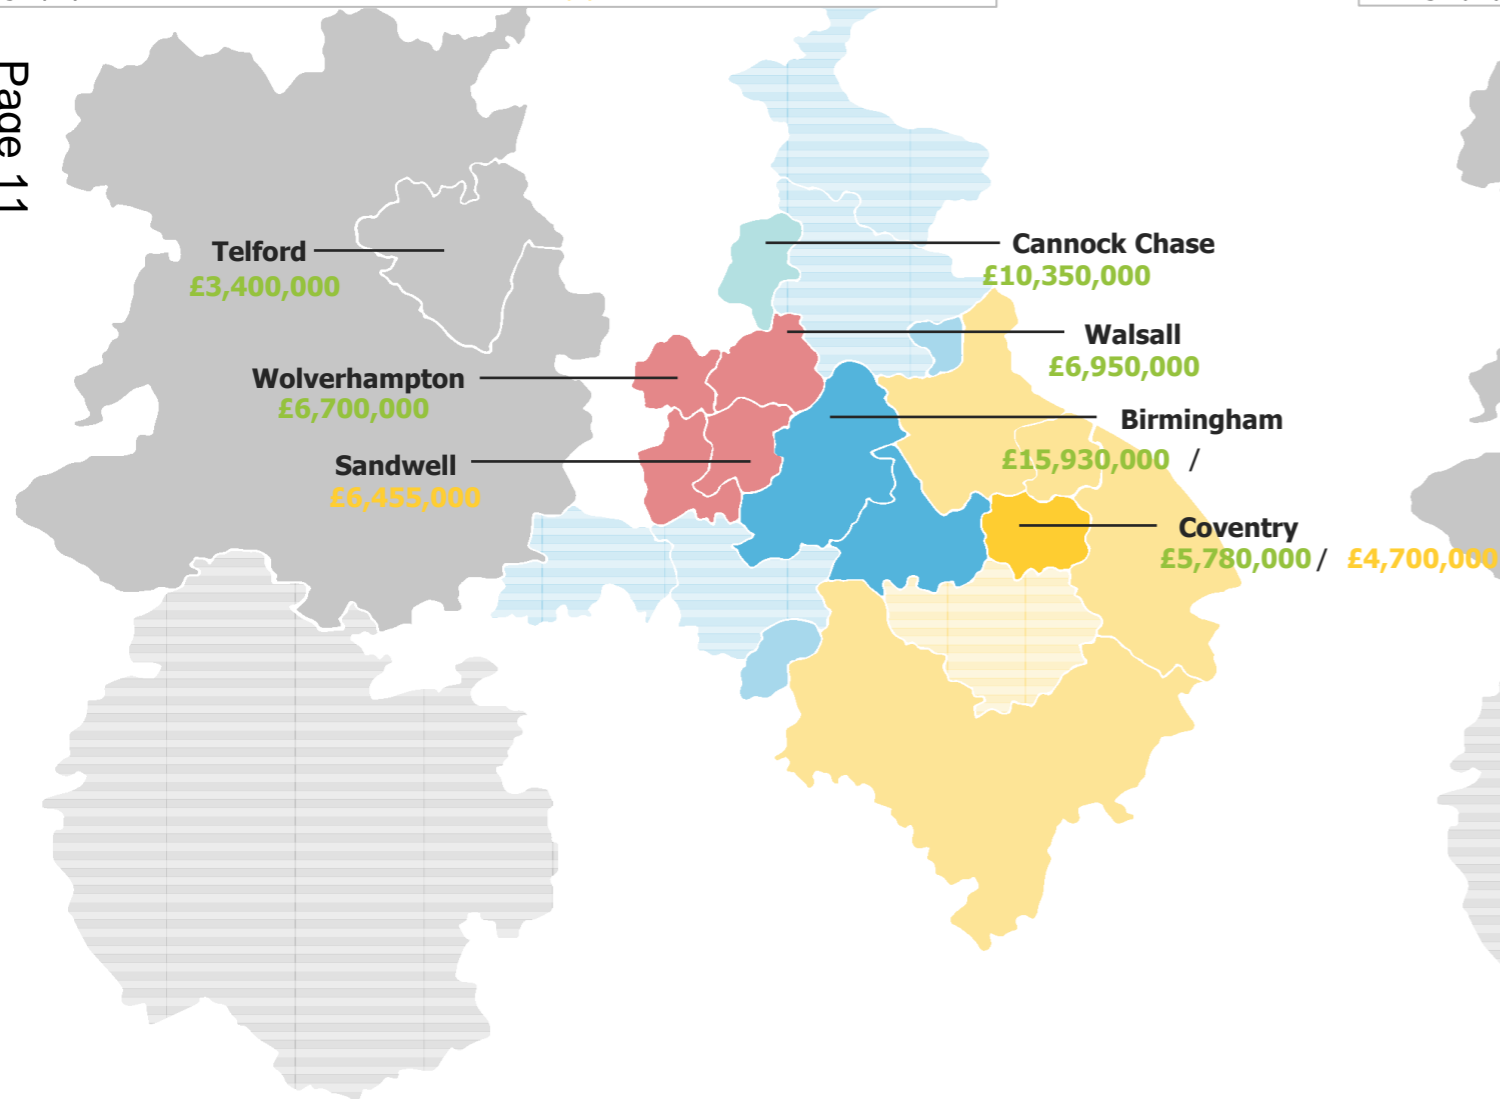 Page 11
Telford
£3,400,000
Cannock Chase
£10,350,000
Walsall
£6,950,000
Wolverhampton
£6,700,000
Birmingham
£15,930,000 /
Sandwell
£6,455,000
Coventry
£5,780,000 / £4,700,000